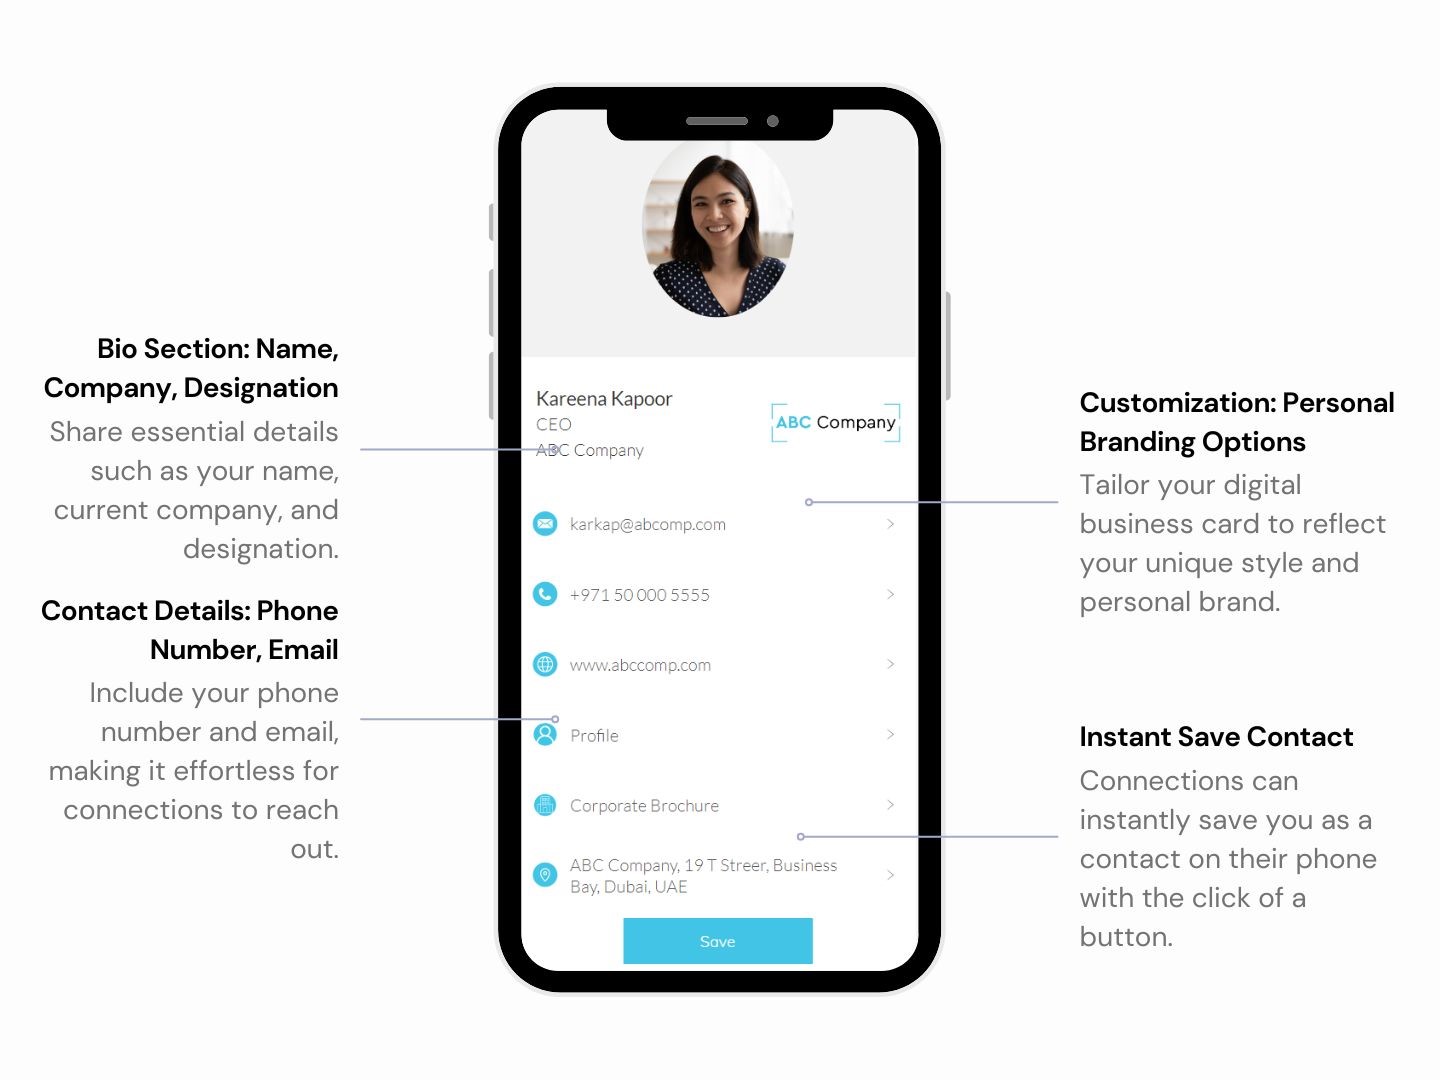 Bio Section: Name,
Company, Designation
Share essential details
such as your name,
current company, and
designation.
Contact Details: Phone
Number, Email
Include your phone
number and email,
making it effortless for
connections to reach
out.
Kareena Kapoor
CEO
ABC Company
ABC Company
karkap@abcomp.com
+971 50 000 5555
www.abccomp.com
Profile
Corporate Brochure
ABC Company, 19 T Streer, Business
Bay, Dubai, UAE
Save
Customization: Personal
Branding Options
Tailor your digital
business card to reflect
your unique style and
personal brand.
Instant Save Contact
Connections can
instantly save you as a
contact on their phone
with the click of a
button.